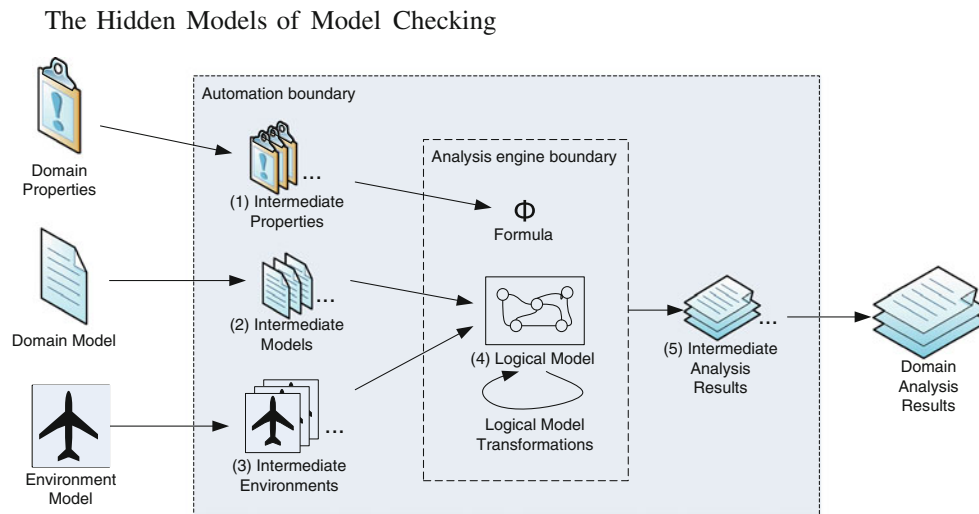 The Hidden Models of Model Checking
Automation boundary
Domain
Properties
...
(1) Intermediate
Properties
Analysis engine boundary
Φ
Formula
Domain Model
...
(2) Intermediate
Models
(4) Logical Model
Logical Model
Transformations
...
(5) Intermediate
Analysis
Results
Domain
Analysis
Results
Environment
Model
...
(3) Intermediate
Environments